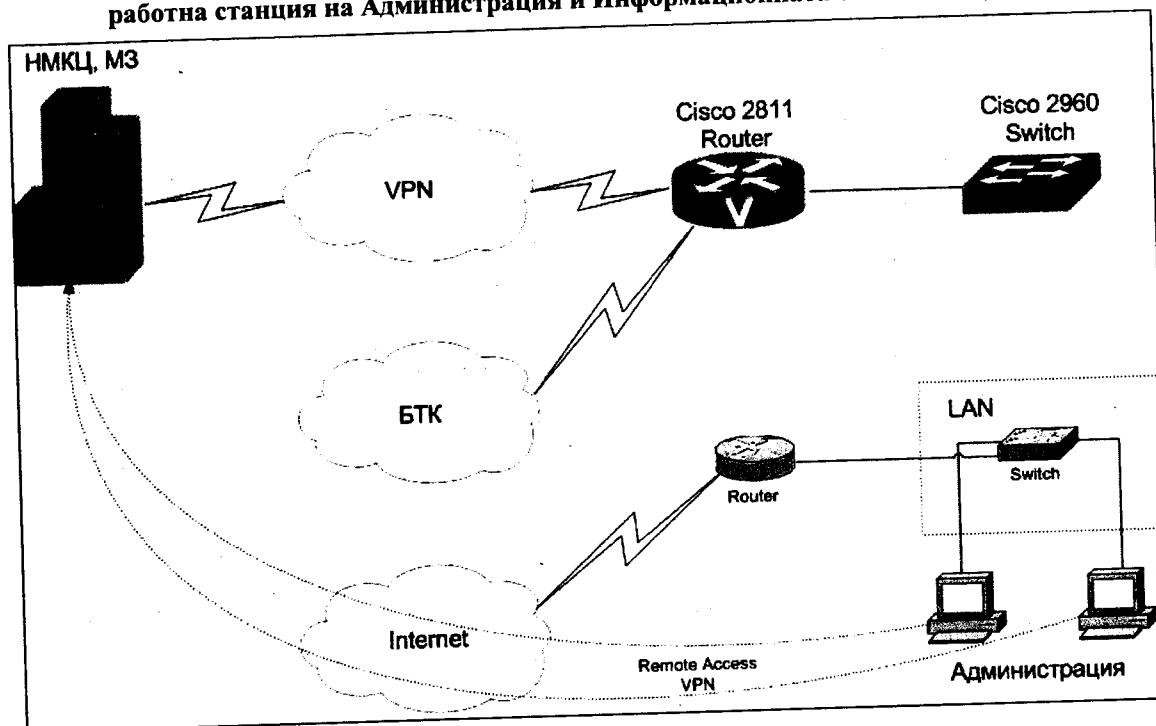 работна станция на Администрация и
НМКЦ, МЗ
Cisco 2811
Router
Cisco 2960
Switch
VPN
V
БТК
LAN
Switch
Router
Internet
Remote Access
VPN
Администрация